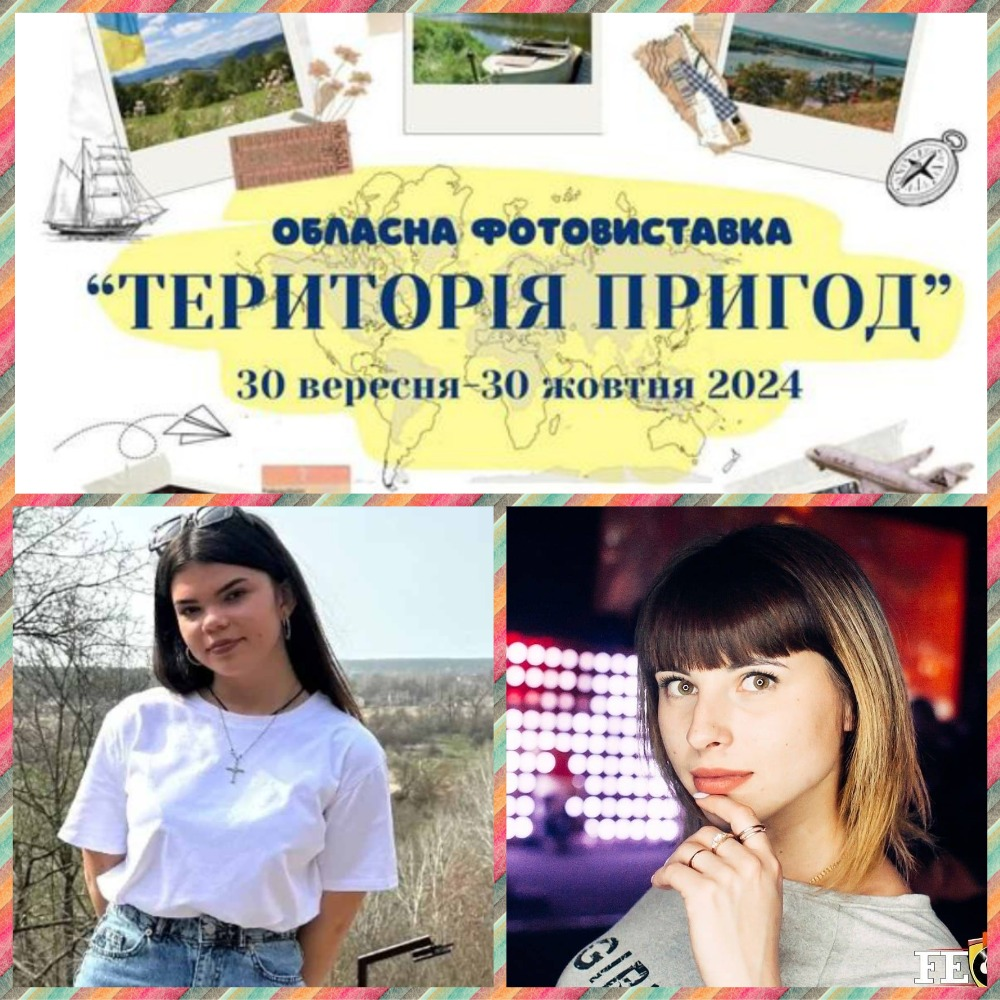 ОБЛАСНА ФОТОВИСТАВКА
“ТЕРИТОРІЯ ПРИГОД”
30 вересня-30 жовтня 2024